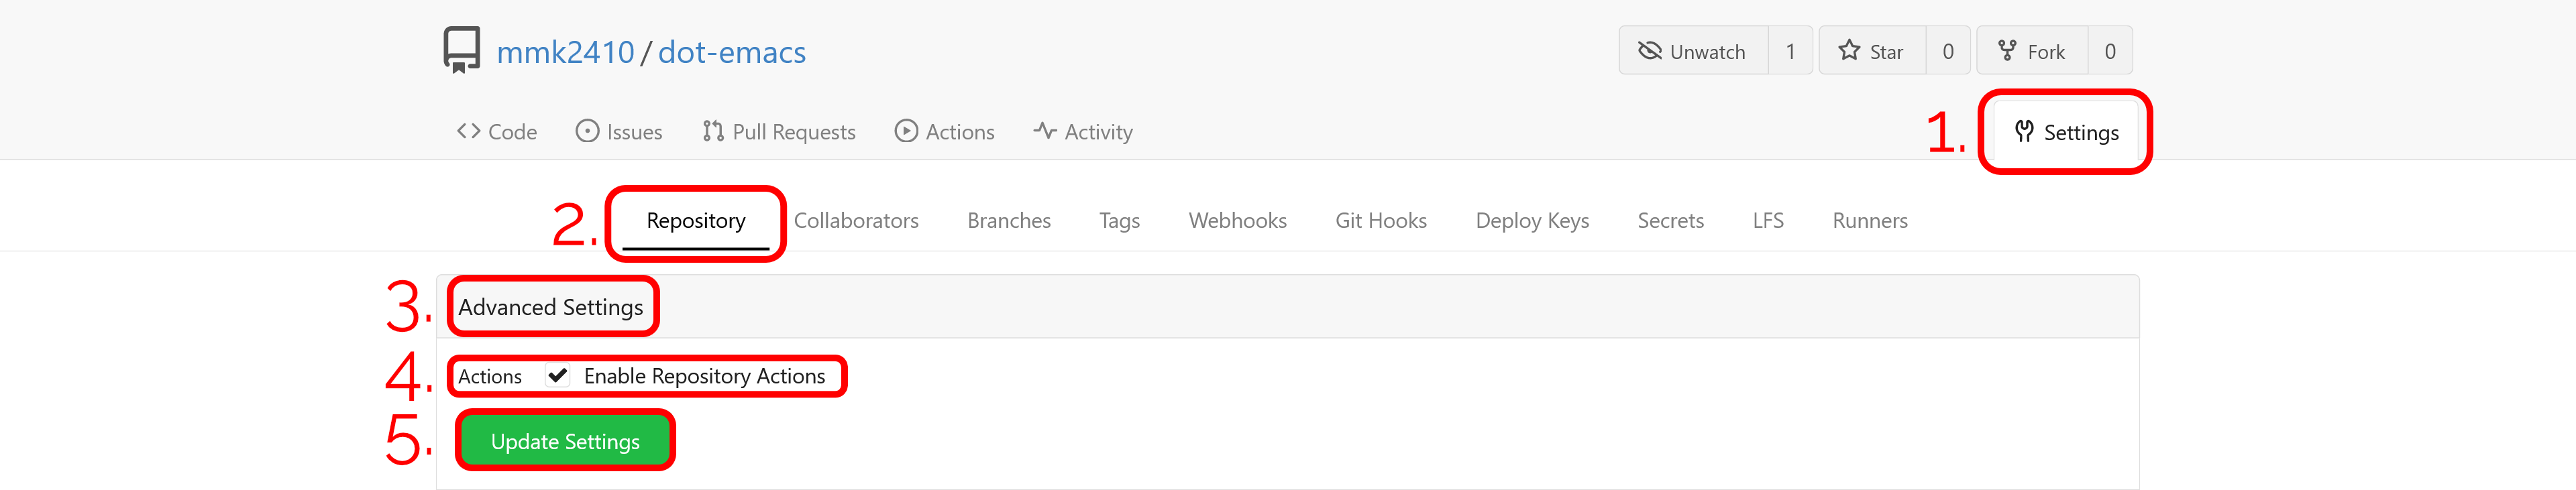 mmk2410/dot-emacs Unwatch 1 Star 0 Fork 0
Code Issues Pull Requests Actions Activity 1. Settings
2. Repository Collaborators Branches Tags Webhooks Git Hooks Deploy Keys Secrets LFS Runners
3. Advanced Settings
4. Actions Enable Repository Actions
5. Update Settings